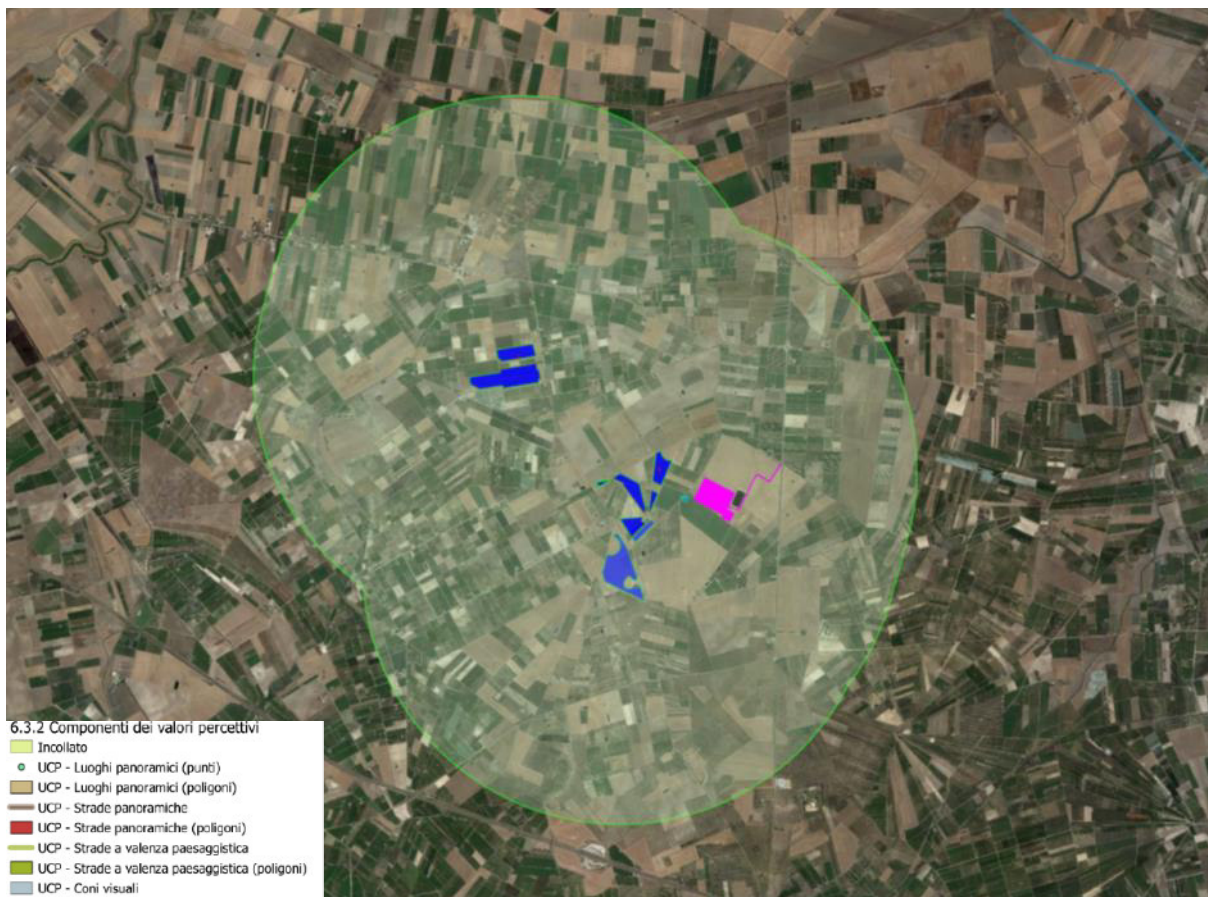 6.3.2 Componenti dei valori percettivi
Incollato
UCP - Luoghi panoramici (punti)
UCP - Luoghi panoramici (poligoni)
UCP - Strade panoramiche
UCP - Strade panoramiche (poligoni)
UCP - Strade a valenza paesaggistica
UCP - Strade a valenza paesaggistica (poligoni)
UCP - Coni visuali